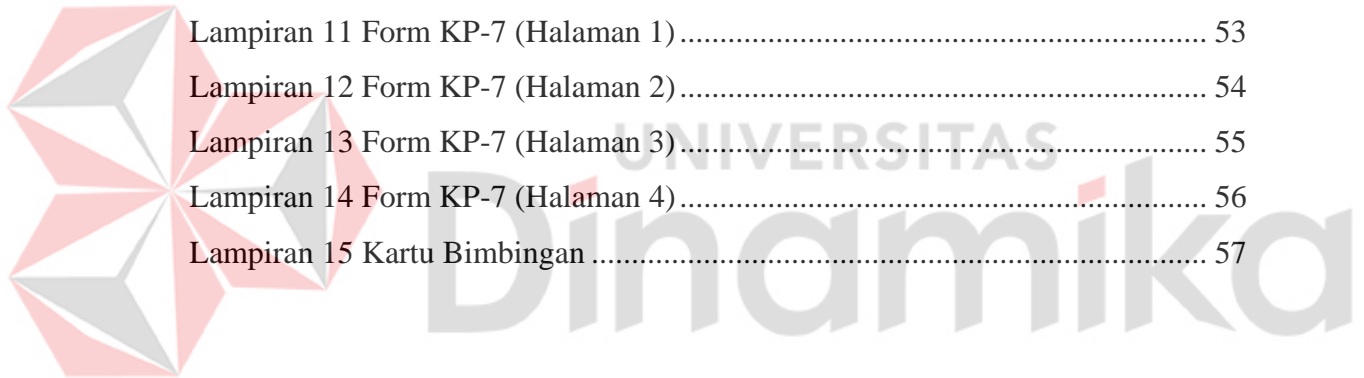 Lampiran 11 Form KP-7 (Halaman 1) .................................................................. 53
Lampiran 12 Form KP-7 (Halaman 2) .................................................................. 54
Lampiran 13 Form KP-7 (Halaman 3) .................................................................. 55
Lampiran 14 Form KP-7 (Halaman 4) .................................................................. 56
Lampiran 15 Kartu Bimbingan ............................................................................. 57
UNIVERSITAS
Dinamika